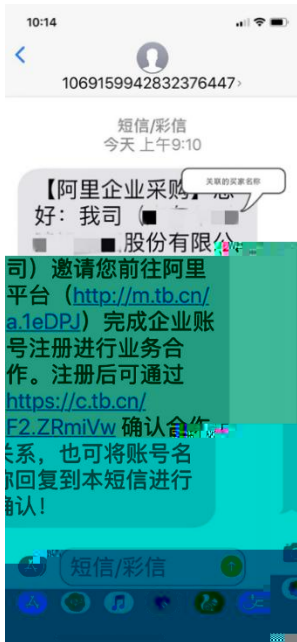 10:14
1069159942832376447
短信/彩信
今天 上午9:10
关联的买家名称
【阿里企业采购】
好：我司（
股份有限公
司）邀请您前往阿里
平台（http://m.tb.cn/
a.1eDPJ）完成企业账
号注册进行业务合
作。注册后可通过
https://c.tb.cn/
F2.ZRmiVw 确认合作
关系，也可将账号名
回复到本短信进行
确认！
短信/彩信